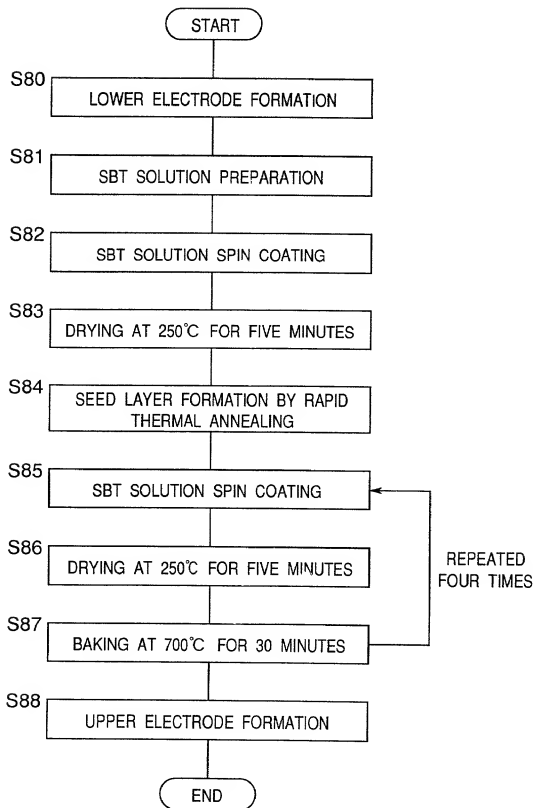 START
S80
LOWER ELECTRODE FORMATION
S81
SBT SOLUTION PREPARATION
S82
SBT SOLUTION SPIN COATING
S83
DRYING AT 250℃ FOR FIVE MINUTES
S84
SEED LAYER FORMATION BY RAPID
THERMAL ANNEALING
S85
SBT SOLUTION SPIN COATING
S86
DRYING AT 250℃ FOR FIVE MINUTES
REPEATED
FOUR TIMES
S87
BAKING AT 700℃ FOR 30 MINUTES
S88
UPPER ELECTRODE FORMATION
END